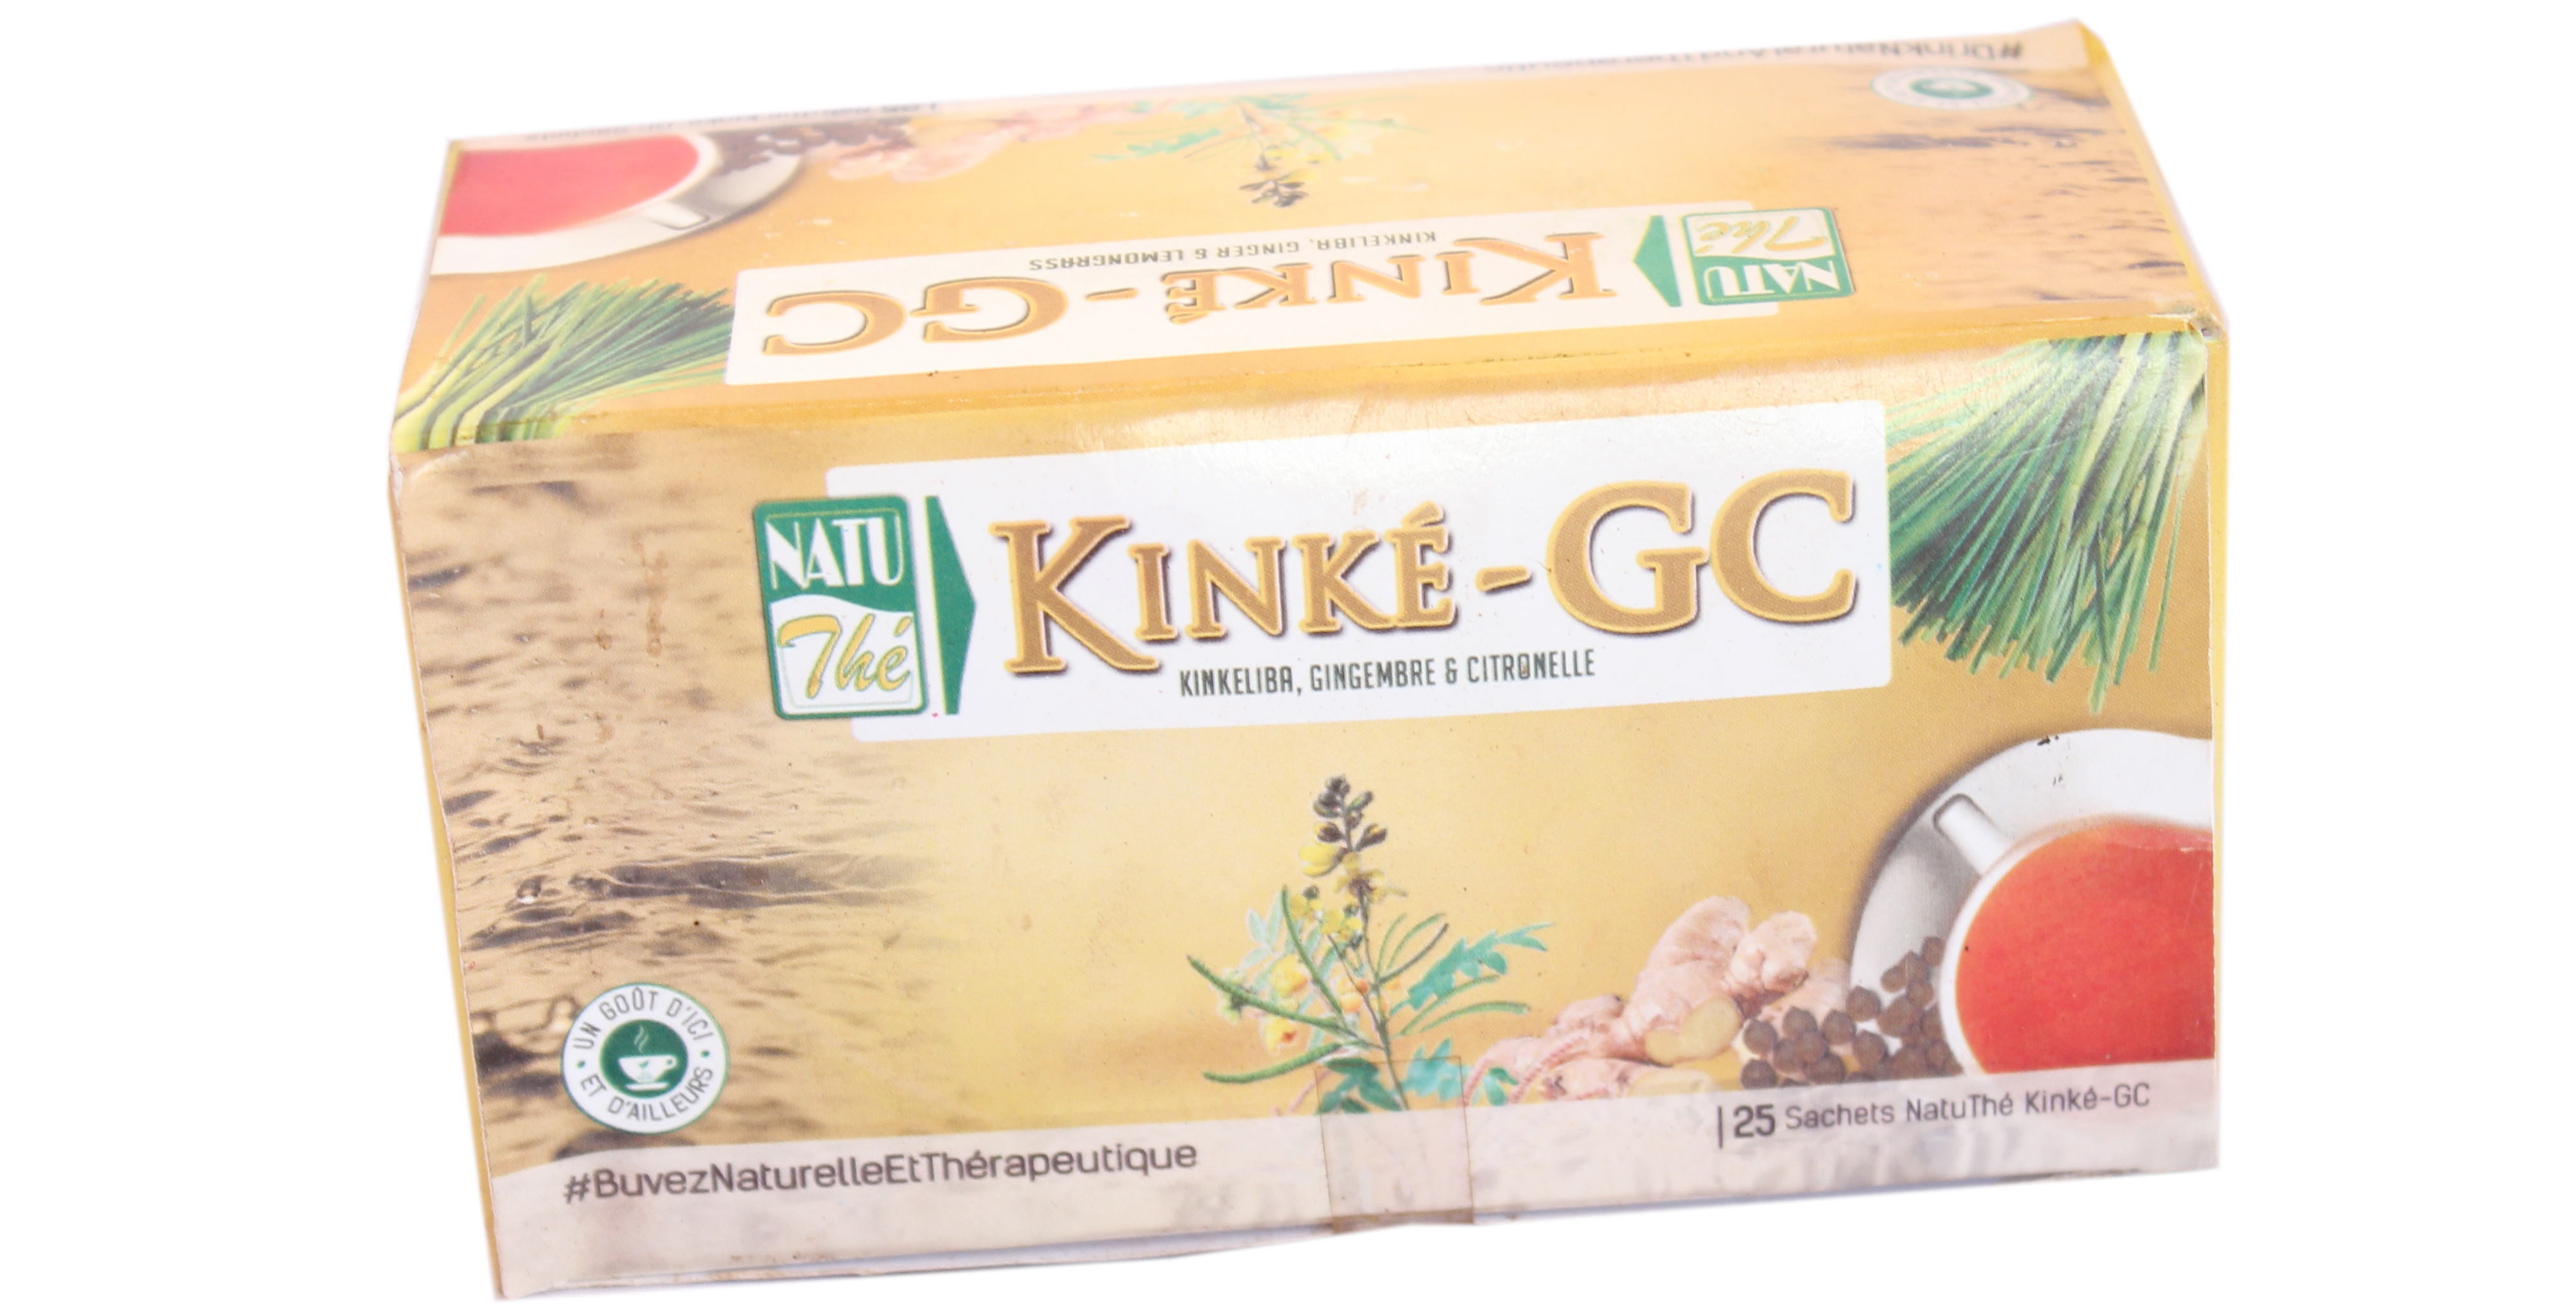 #DrinkNaturalAndTherapeutic
NATU
Thé
KINKÉ-GC
KINKELIBA, GINGER & LEMONGRASS
NATU
Thé
KINKÉ-GC
KINKELIBA, GINGEMBRE & CITRONELLE
UN GOÛT D'ICI
ET D'AILLEURS
#BuvezNaturelleEtThérapeutique
|25 Sachets NatuThé Kinké-GC